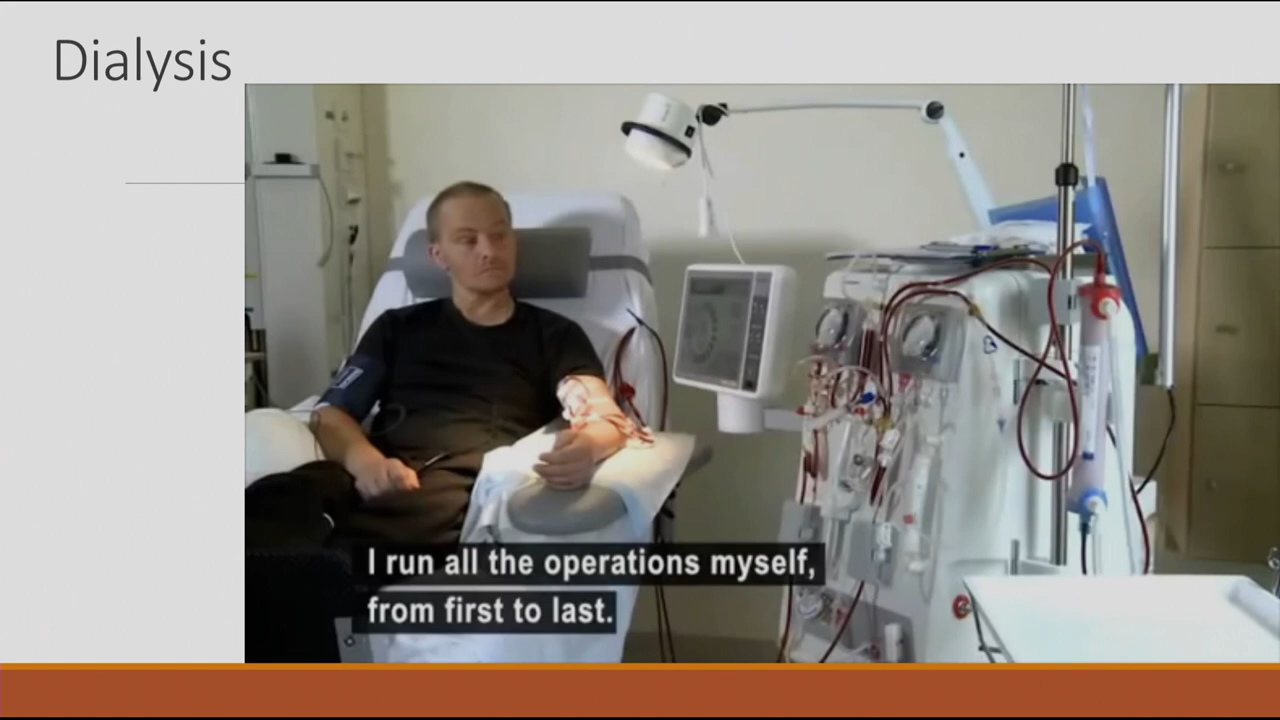 Dialysis
I run all the operations myself,
from first to last.